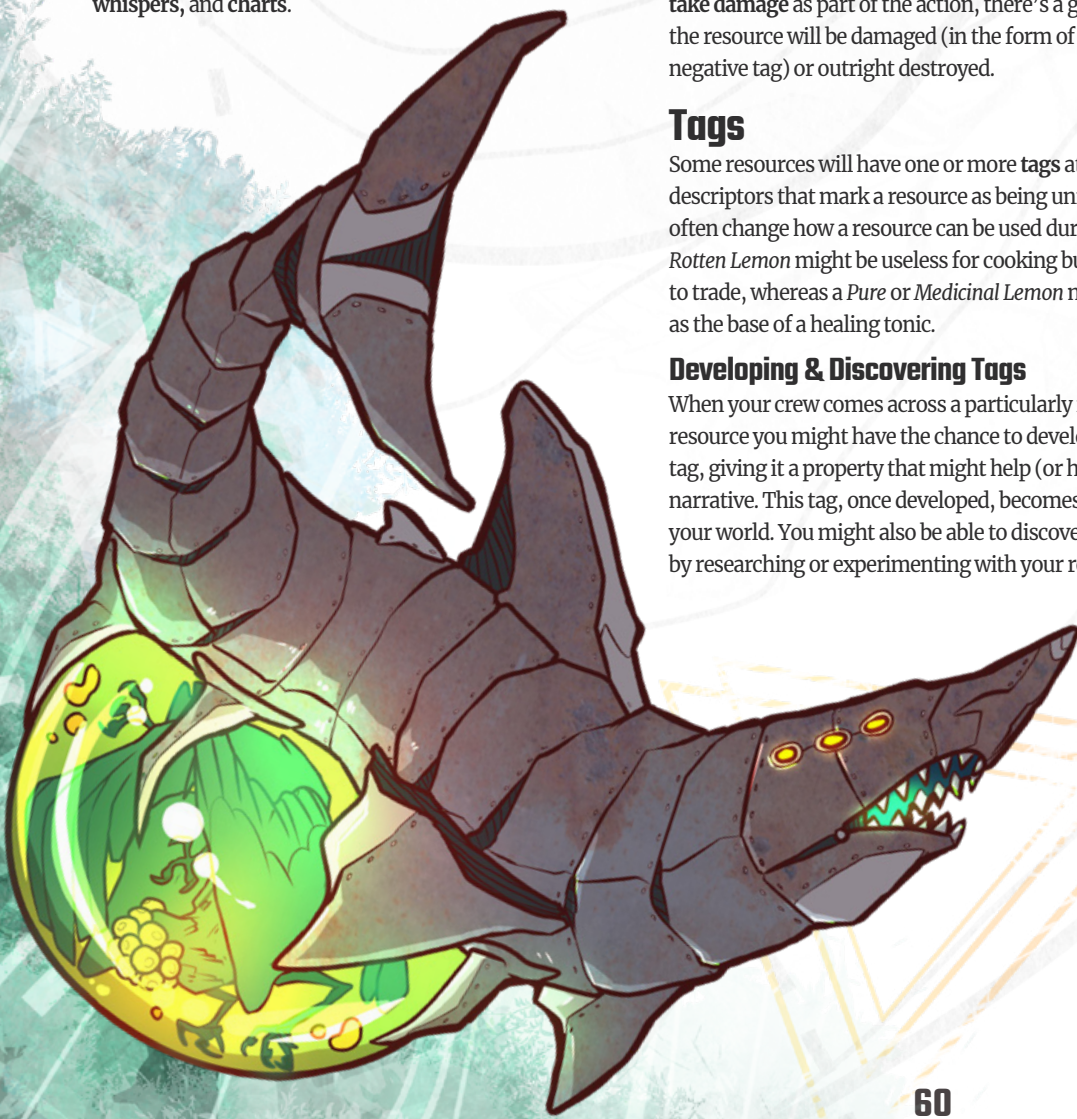 whispers, and charts.
take damage as part of the action, there's a g
the resource will be damaged (in the form of
negative tag) or outright destroyed.
Tags
Some resources will have one or more tags a
descriptors that mark a resource as being un
often change how a resource can be used dur
Rotten Lemon might be useless for cooking bu
to trade, whereas a Pure or Medicinal Lemon
as the base of a healing tonic.
Developing & Discovering Tags
When your crew comes across a particularly
resource you might have the chance to develo
tag, giving it a property that might help (or h
narrative. This tag, once developed, becomes
your world. You might also be able to discove
by researching or experimenting with your r
60